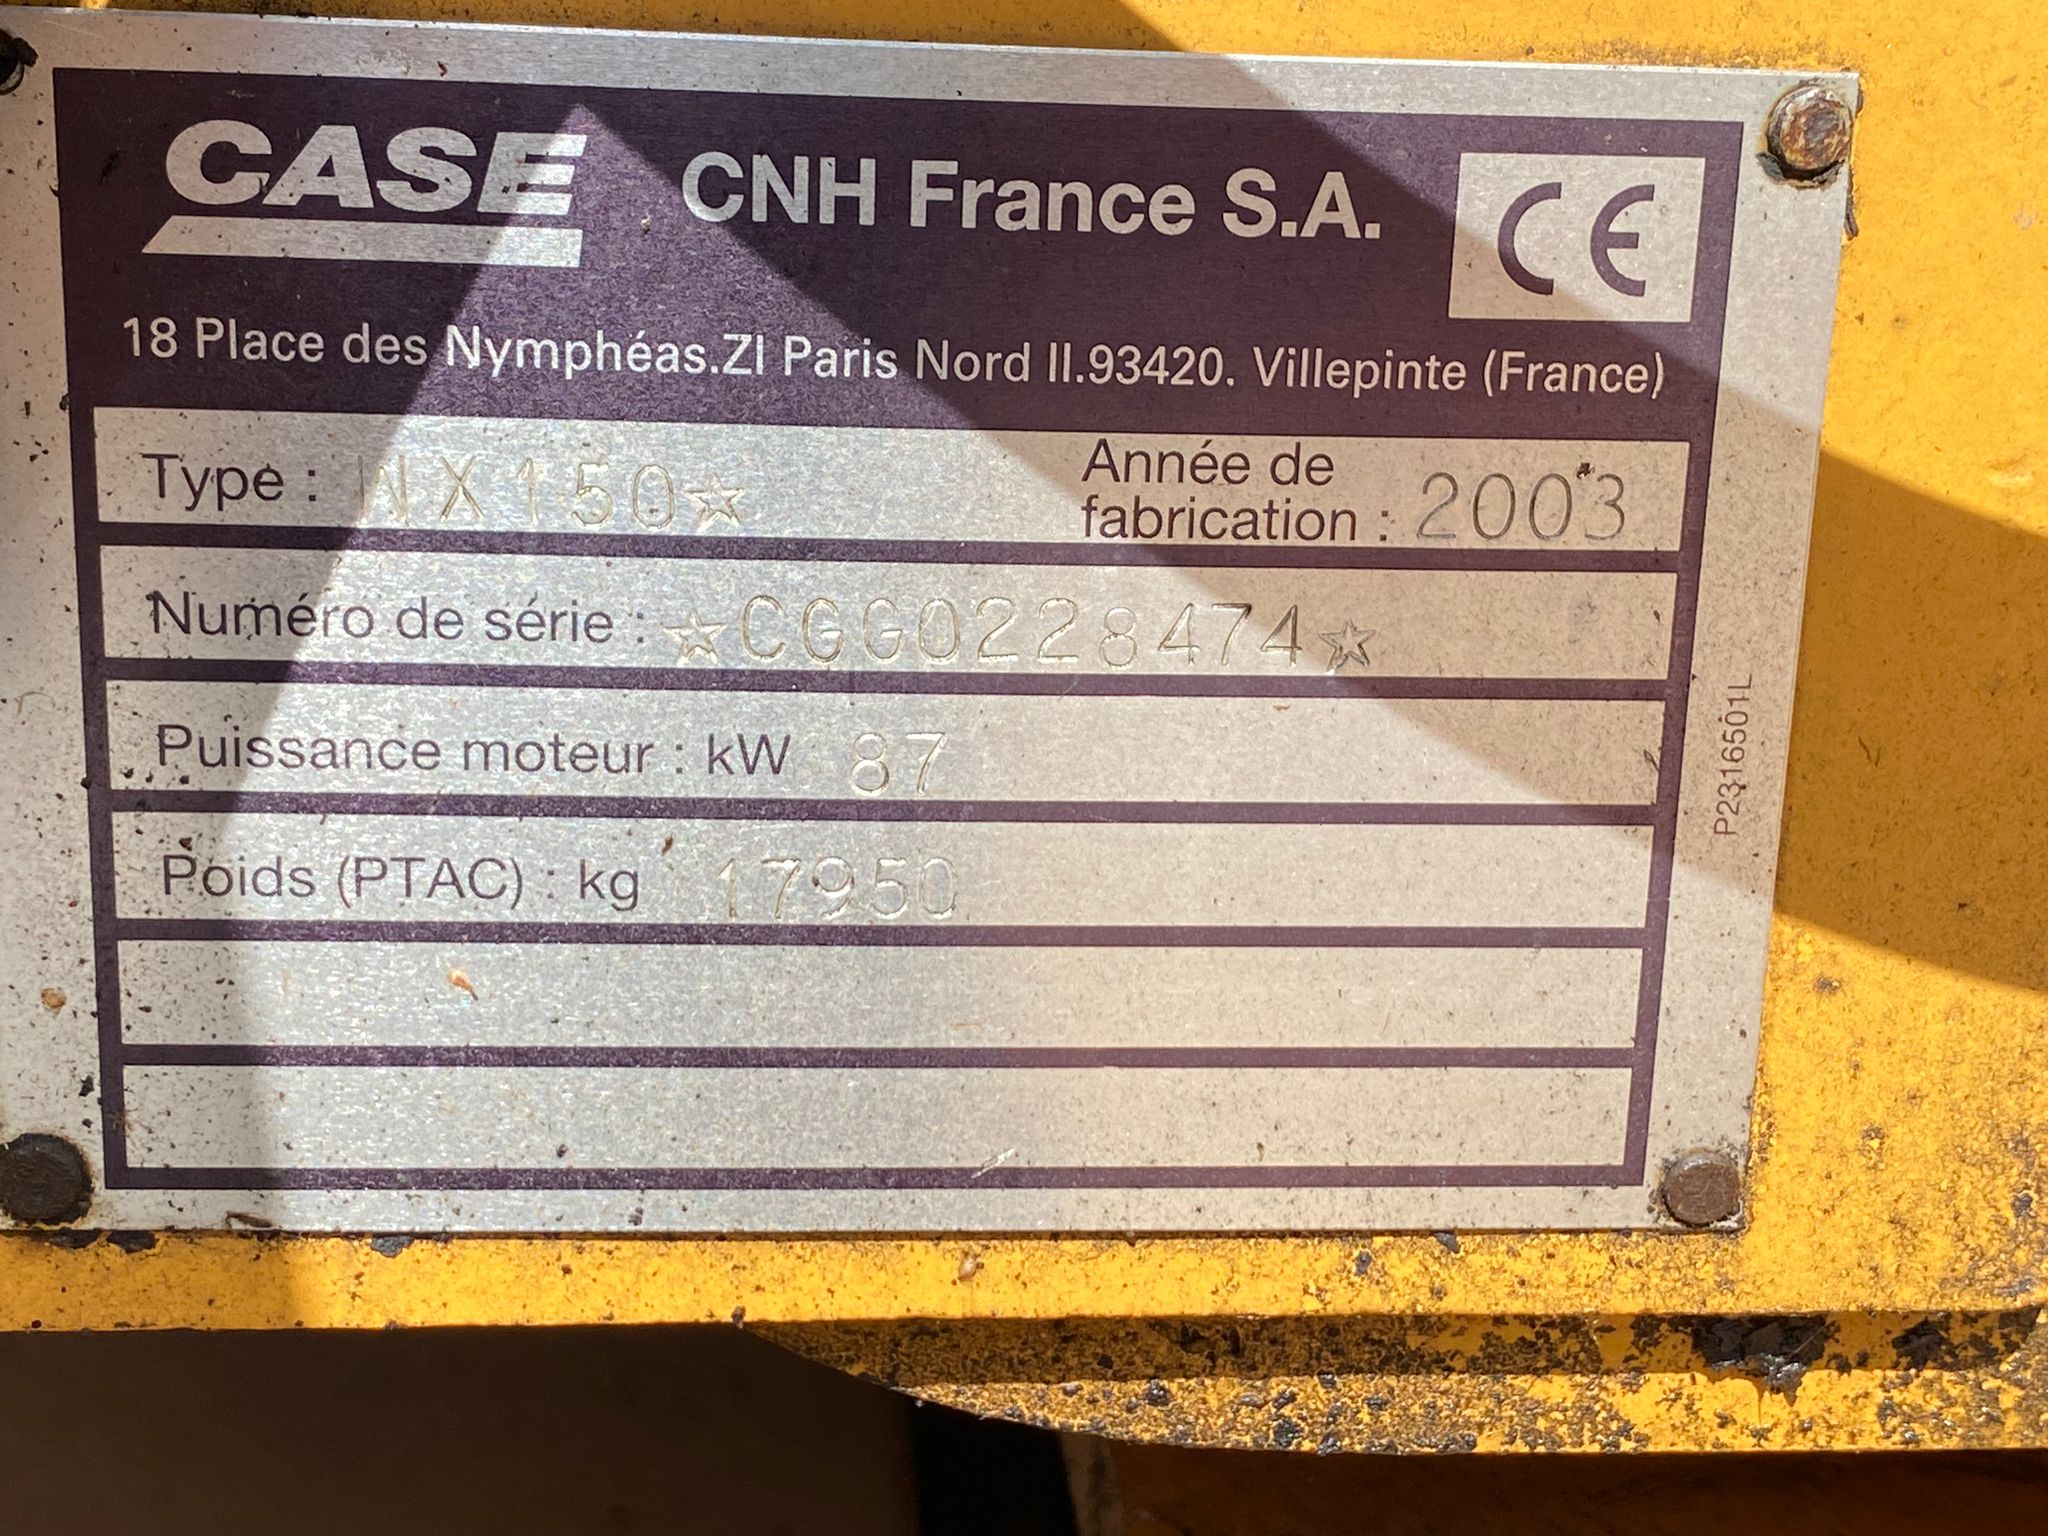 CASE CNH France S.A. CE
18 Place des Nymphéas.ZI Paris Nord II.93420. Villepinte (France)
Type : WX150☆ Année de fabrication : 2003
Numéro de série : ☆CGG0228474☆
Puissance moteur : kW 87
Poids (PTAC) : kg 17950
P2316501L